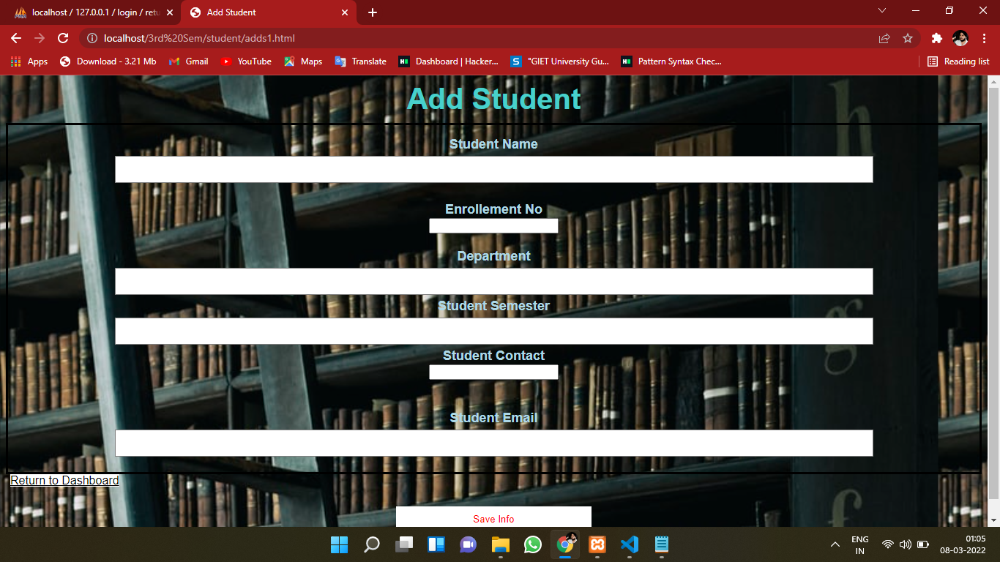 localhost / 127.0.0.1 / login / retu
Add Student
localhost/3rd%20Sem/student/adds1.html
Apps
Download - 3.21 Mb
Gmail
YouTube
Maps
Translate
Dashboard | Hacker...
"GIET University Gu...
Pattern Syntax Chec...
Reading list
Add Student
Student Name
Enrollement No
Department
Student Semester
Student Contact
Student Email
Return to Dashboard
Save Info
h
g
f
ENG
IN
01:05
08-03-2022